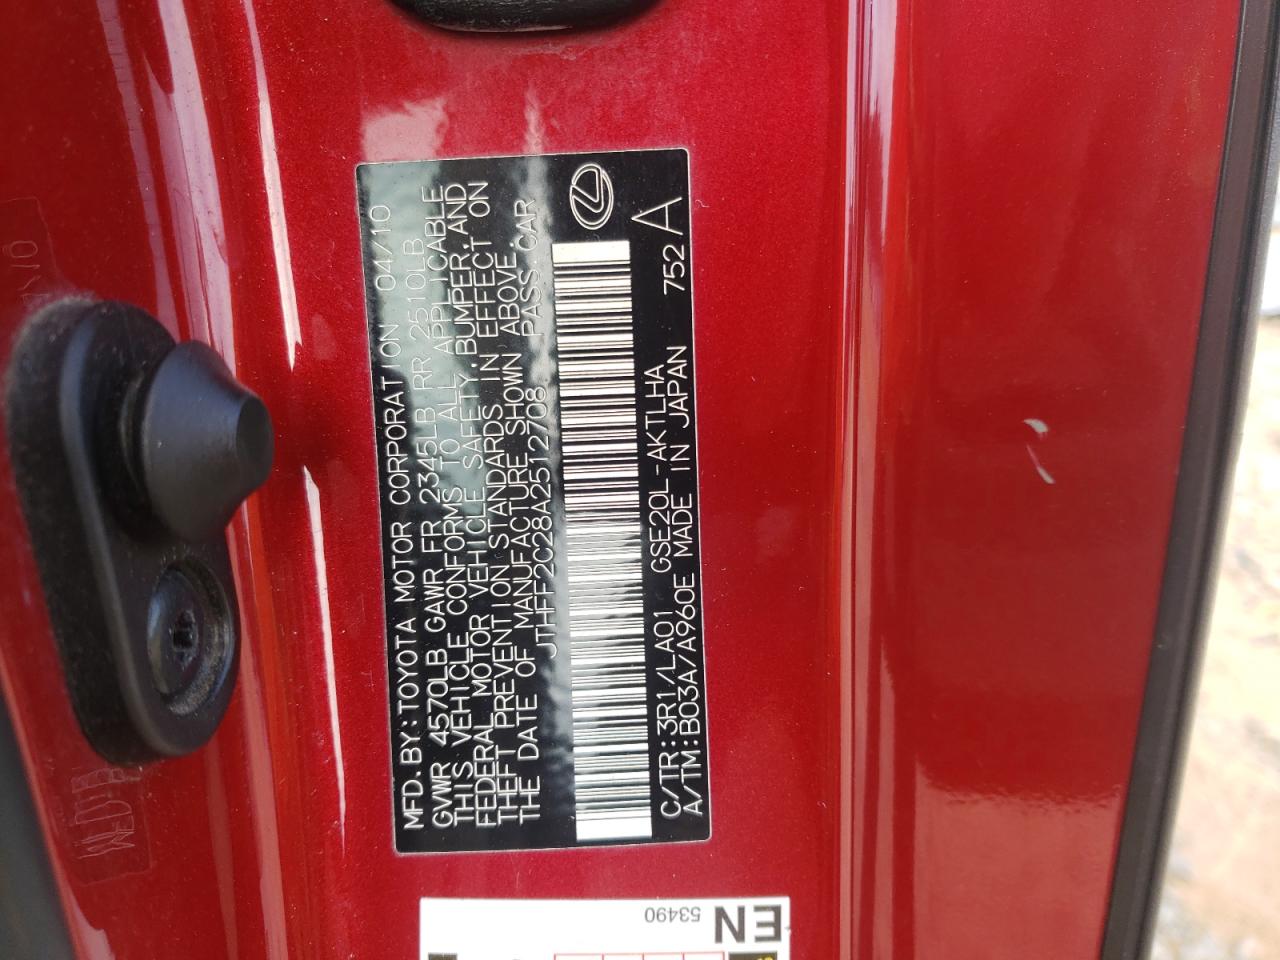 MFD. BY: TOYOTA MOTOR CORPORATION 04/10
GVWR 4570LB GAWR FR 2345LB RR 2510LB
THIS VEHICLE CONFORMS TO ALL APPLICABLE
FEDERAL MOTOR VEHICLE SAFETY, BUMPER, AND
THEFT PREVENTION STANDARDS IN EFFECT ON
THE DATE OF MANUFACTURE SHOWN ABOVE.
JTHFF2C28A2512708 PASS. CAR
C/TR: 3R1/LA01 GSE20L-AKTLHA 752 A
A/TM: B03A/A960E MADE IN JAPAN
EN
53490